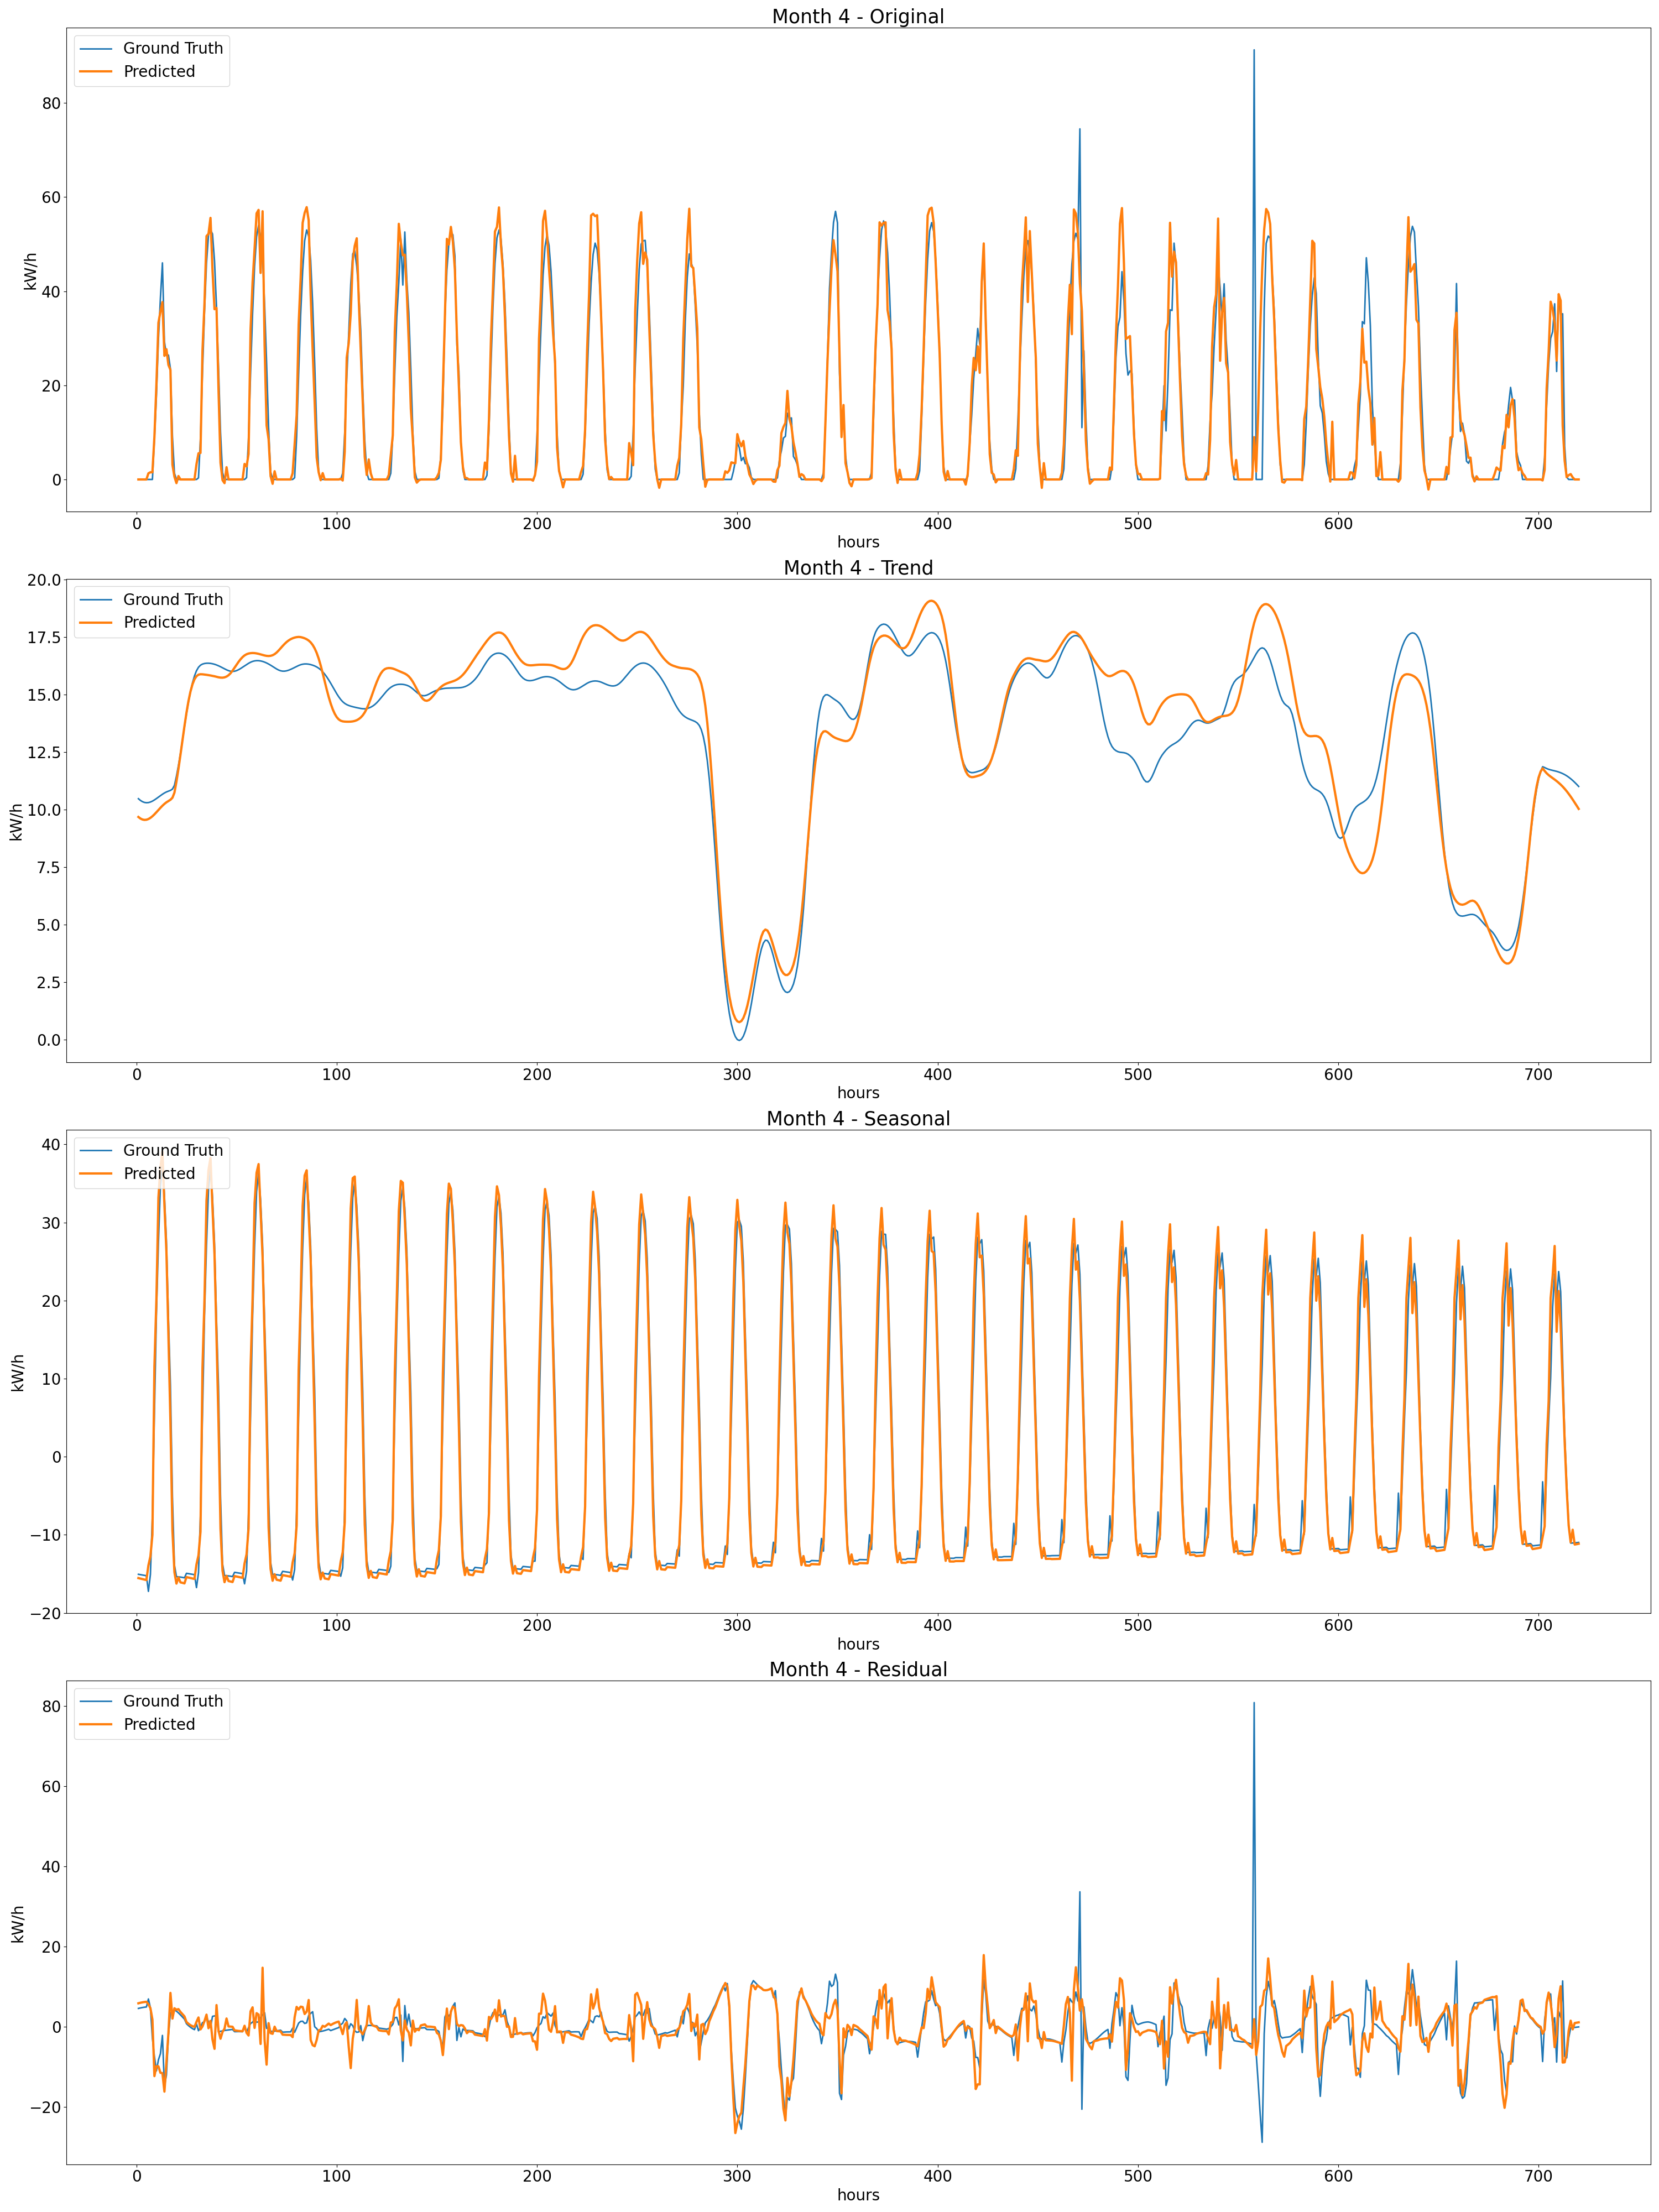 Month 4 - Original
Ground Truth
Predicted
80
60
40
20
0
kW/h
0 100 200 300 400 500 600 700
hours
Month 4 - Trend
Ground Truth
Predicted
20.0
17.5
15.0
12.5
10.0
7.5
5.0
2.5
0.0
kW/h
0 100 200 300 400 500 600 700
hours
Month 4 - Seasonal
Ground Truth
Predicted
40
30
20
10
0
−10
−20
kW/h
0 100 200 300 400 500 600 700
hours
Month 4 - Residual
Ground Truth
Predicted
80
60
40
20
0
−20
kW/h
0 100 200 300 400 500 600 700
hours